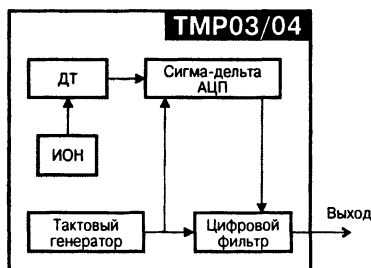 TMP03/04
ДТ
Сигма-дельта
АЦП
ИОН
Тактовый
генератор
Цифровой
фильтр
Выход